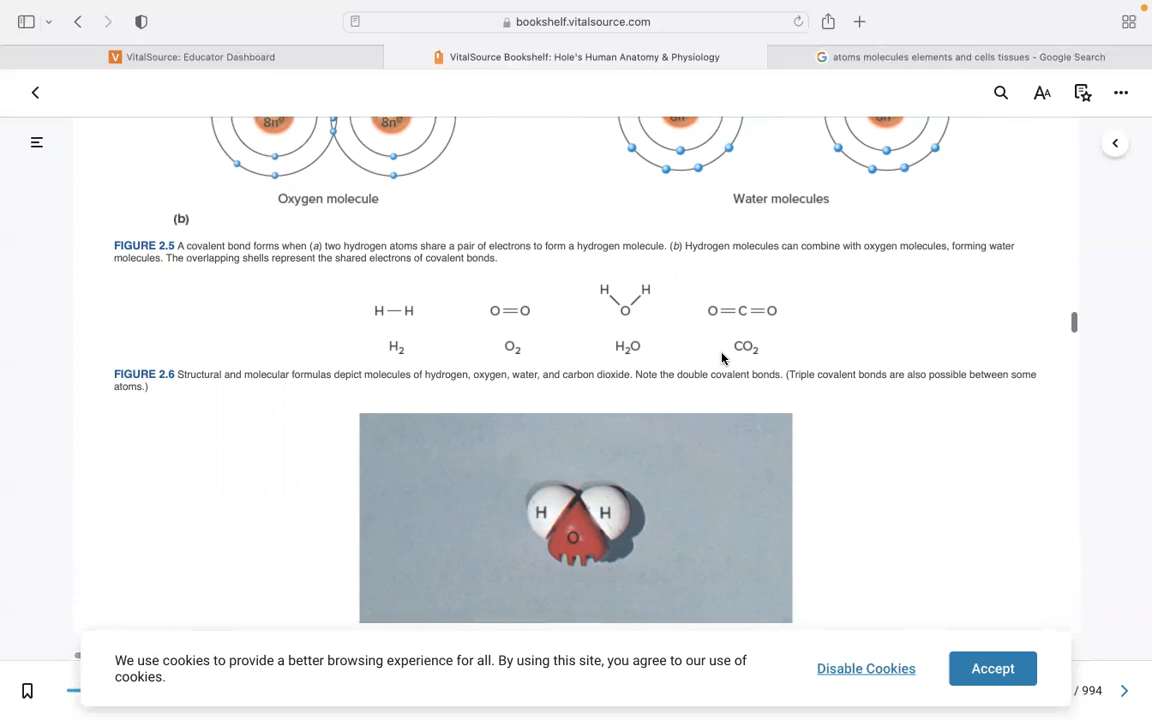 bookshelf.vitalsource.com
VitalSource: Educator Dashboard
VitalSource Bookshelf: Hole's Human Anatomy & Physiology
atoms molecules elements and cells tissues - Google Search
AA
8n⁰
8n⁰
8n⁰
Oxygen molecule
Water molecules
(b)
FIGURE 2.5 A covalent bond forms when (a) two hydrogen atoms share a pair of electrons to form a hydrogen molecule. (b) Hydrogen molecules can combine with oxygen molecules, forming water
molecules. The overlapping shells represent the shared electrons of covalent bonds.
H H
H — H
O = O
O
O = C = O
H₂
O₂
H₂O
CO₂
FIGURE 2.6 Structural and molecular formulas depict molecules of hydrogen, oxygen, water, and carbon dioxide. Note the double covalent bonds. (Triple covalent bonds are also possible between some
atoms.)
H H
O
We use cookies to provide a better browsing experience for all. By using this site, you agree to our use of
cookies.
Disable Cookies
Accept
/ 994